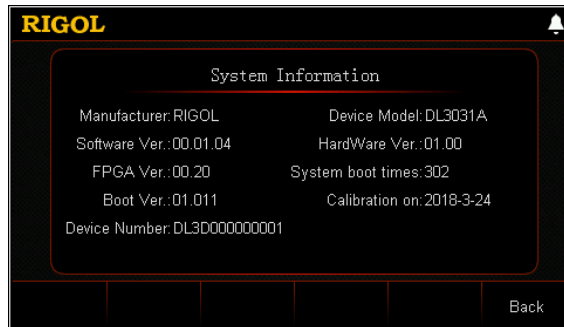 RIGOL
System Information
Manufacturer:RIGOL Device Model:DL3031A
Software Ver.:00.01.04 HardWare Ver.:01.00
FPGA Ver.:00.20 System boot times:302
Boot Ver.:01.011 Calibration on:2018-3-24
Device Number:DL3D000000001
Back